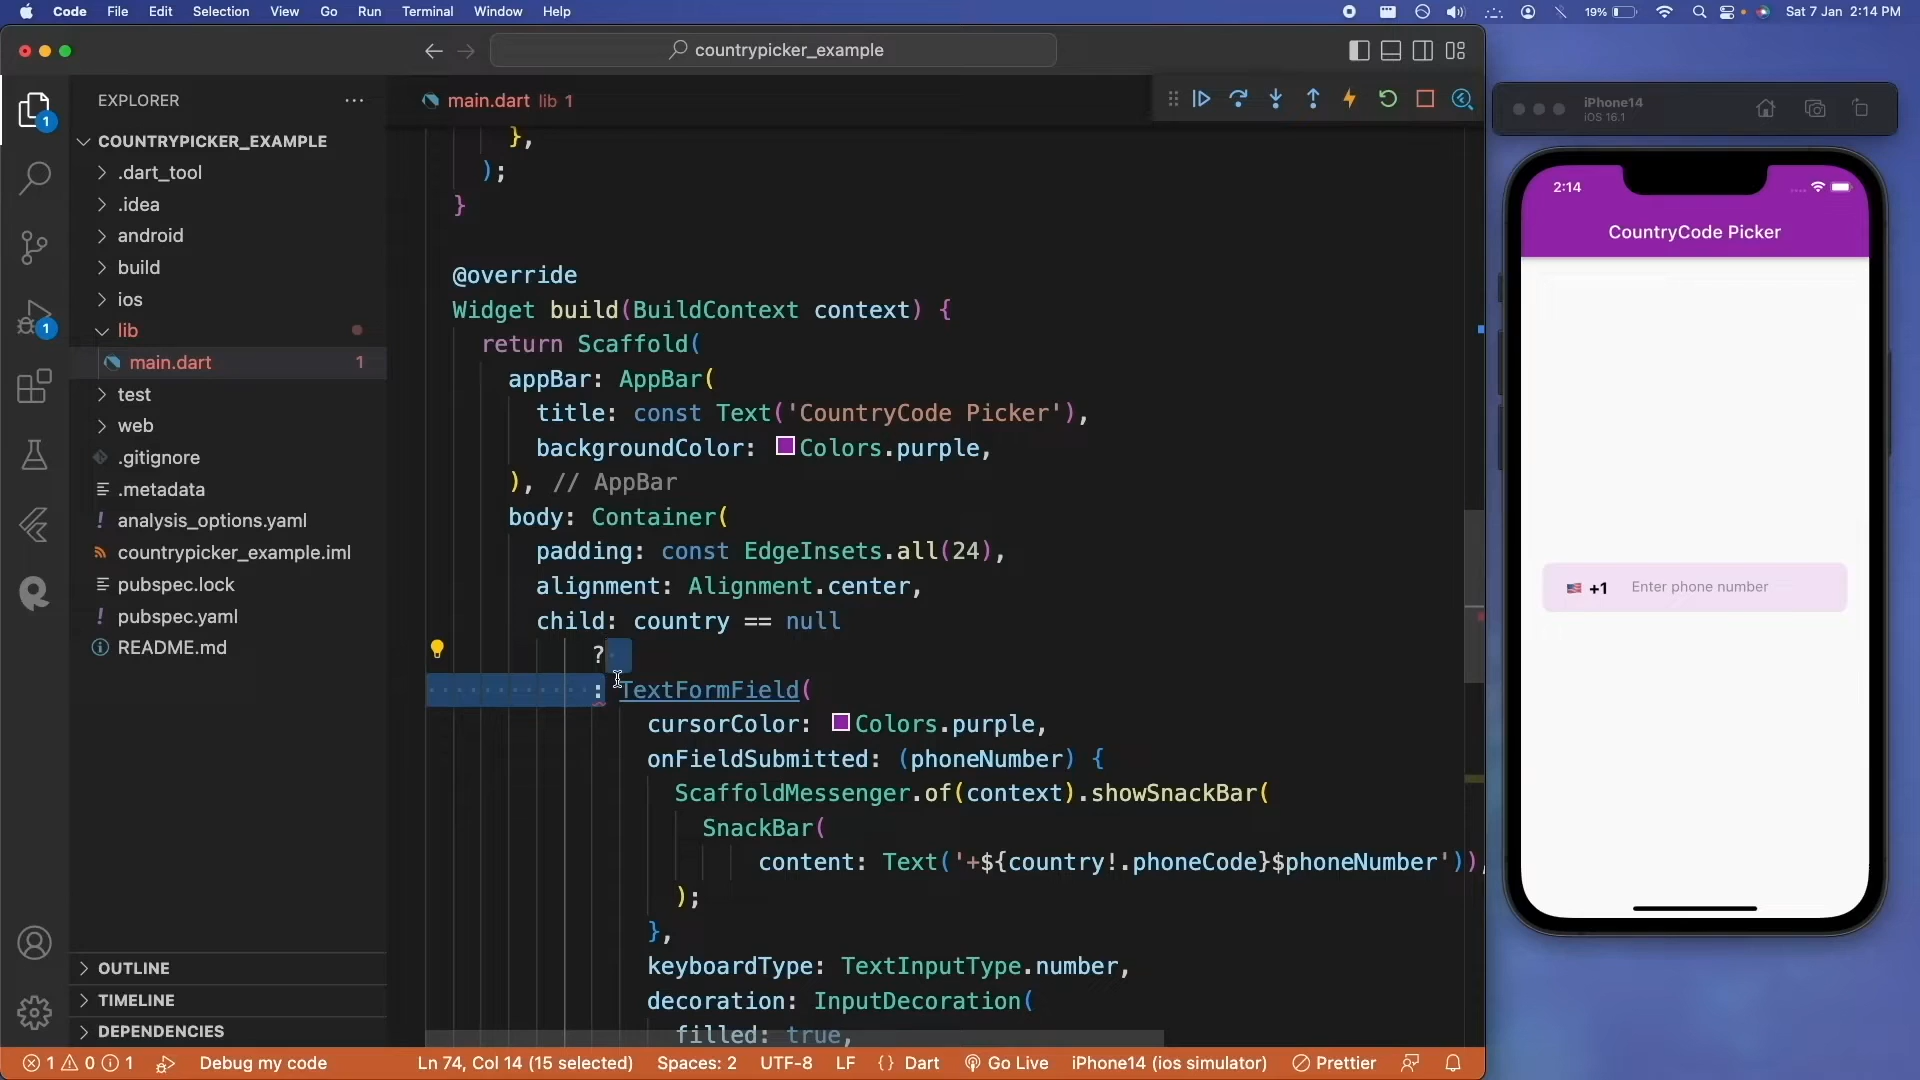 Code File Edit Selection View Go Run Terminal Window Help
19% Sat 7 Jan 2:14 PM
countrypicker_example
EXPLORER
COUNTRYPICKER_EXAMPLE
.dart_tool
.idea
android
build
ios
lib
main.dart 1
test
web
.gitignore
.metadata
analysis_options.yaml
countrypicker_example.iml
pubspec.lock
pubspec.yaml
README.md
OUTLINE
TIMELINE
DEPENDENCIES
1
1
main.dart lib 1
},
);
}
@override
Widget build(BuildContext context) {
return Scaffold(
appBar: AppBar(
title: const Text('CountryCode Picker'),
backgroundColor: Colors.purple,
), // AppBar
body: Container(
padding: const EdgeInsets.all(24),
alignment: Alignment.center,
child: country == null
?
: TextFormField(
cursorColor: Colors.purple,
onFieldSubmitted: (phoneNumber) {
ScaffoldMessenger.of(context).showSnackBar(
SnackBar(
content: Text('+${country!.phoneCode}$phoneNumber')),
);
},
keyboardType: TextInputType.number,
decoration: InputDecoration(
filled: true,
1 0 1 Debug my code Ln 74, Col 14 (15 selected) Spaces: 2 UTF-8 LF {} Dart Go Live iPhone14 (ios simulator) Prettier
iPhone14
iOS 16.1
2:14
CountryCode Picker
+1 Enter phone number